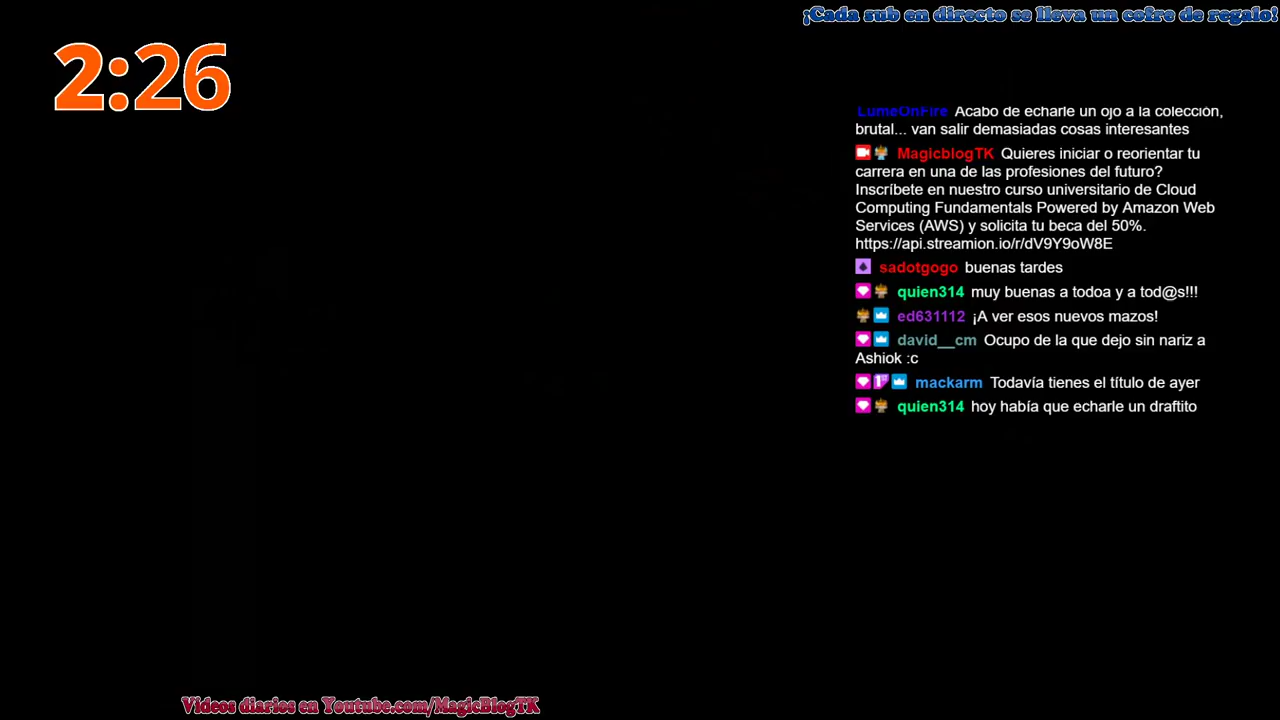 ¡Cada sub en directo se lleva un cofre de regalo!
2:26
LumeOnFire Acabo de echarle un ojo a la colección,
brutal... van salir demasiadas cosas interesantes
MagicblogTK Quieres iniciar o reorientar tu
carrera en una de las profesiones del futuro?
Inscríbete en nuestro curso universitario de Cloud
Computing Fundamentals Powered by Amazon Web
Services (AWS) y solicita tu beca del 50%.
https://api.streamion.io/r/dV9Y9oW8E
sadotgogo buenas tardes
quien314 muy buenas a todoa y a tod@s!!!
ed631112 ¡A ver esos nuevos mazos!
david__cm Ocupo de la que dejo sin nariz a
Ashiok :c
mackarm Todavía tienes el título de ayer
quien314 hoy había que echarle un draftito
Videos diarios en Youtube.com/MagicBlogTK